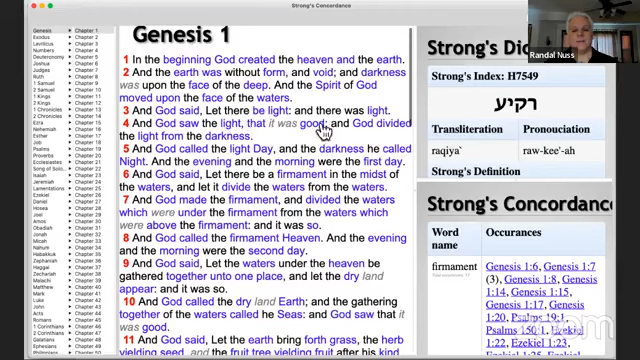 Strong's Concordance
Genesis 1
Genesis
Exodus
Leviticus
Numbers
Deuteronomy
Joshua
Judges
Ruth
1 Samuel
2 Samuel
1 Kings
2 Kings
1 Chronicles
2 Chronicles
Ezra
Nehemiah
Esther
Job
Psalms
Proverbs
Ecclesiastes
Song of Solo
Isaiah
Jeremiah
Lamentations
Ezekiel
Daniel
Hosea
Joel
Amos
Obadiah
Jonah
Micah
Nahum
Habakkuk
Zephaniah
Haggai
Zechariah
Malachi
Matthew
Mark
Luke
John
Acts
Romans
1 Corinthians
2 Corinthians
Chapter 1
Chapter 2
Chapter 3
Chapter 4
Chapter 5
Chapter 6
Chapter 7
Chapter 8
Chapter 9
Chapter 10
Chapter 11
Chapter 12
Chapter 13
Chapter 14
Chapter 15
Chapter 16
Chapter 17
Chapter 18
Chapter 19
Chapter 20
Chapter 21
Chapter 22
Chapter 23
Chapter 24
Chapter 25
Chapter 26
Chapter 27
Chapter 28
Chapter 29
Chapter 30
Chapter 31
Chapter 32
Chapter 33
Chapter 34
Chapter 35
Chapter 36
Chapter 37
Chapter 38
Chapter 39
Chapter 40
Chapter 41
Chapter 42
Chapter 43
Chapter 44
Chapter 45
Chapter 46
Chapter 47
1 In the beginning God created the heaven and the earth.
2 And the earth was without form, and void; and darkness
was upon the face of the deep. And the Spirit of God
moved upon the face of the waters.
3 And God said, Let there be light: and there was light.
4 And God saw the light, that it was good: and God divided
the light from the darkness.
5 And God called the light Day, and the darkness he called
Night. And the evening and the morning were the first day.
6 And God said, Let there be a firmament in the midst of
the waters, and let it divide the waters from the waters.
7 And God made the firmament, and divided the waters
which were under the firmament from the waters which
were above the firmament: and it was so.
8 And God called the firmament Heaven. And the evening
and the morning were the second day.
9 And God said, Let the waters under the heaven be
gathered together unto one place, and let the dry land
appear: and it was so.
10 And God called the dry land Earth; and the gathering
together of the waters called he Seas: and God saw that it
was good.
11 And God said, Let the earth bring forth grass, the herb
yielding seed, and the fruit tree yielding fruit after his kind
Strong's Dic
Randal Nuss
Strong's Index: H7549
רקיע
Transliteration Pronouciation
raqiya` raw-kee'-ah
Strong's Definition
Strong's Concordance
Word name Occurances
firmament
Genesis 1:6, Genesis 1:7
(3), Genesis 1:8, Genesis
1:14, Genesis 1:15,
Genesis 1:17, Genesis
1:20, Psalms 19:1,
Psalms 150:1, Ezekiel
1:22, Ezekiel 1:23,
zoom